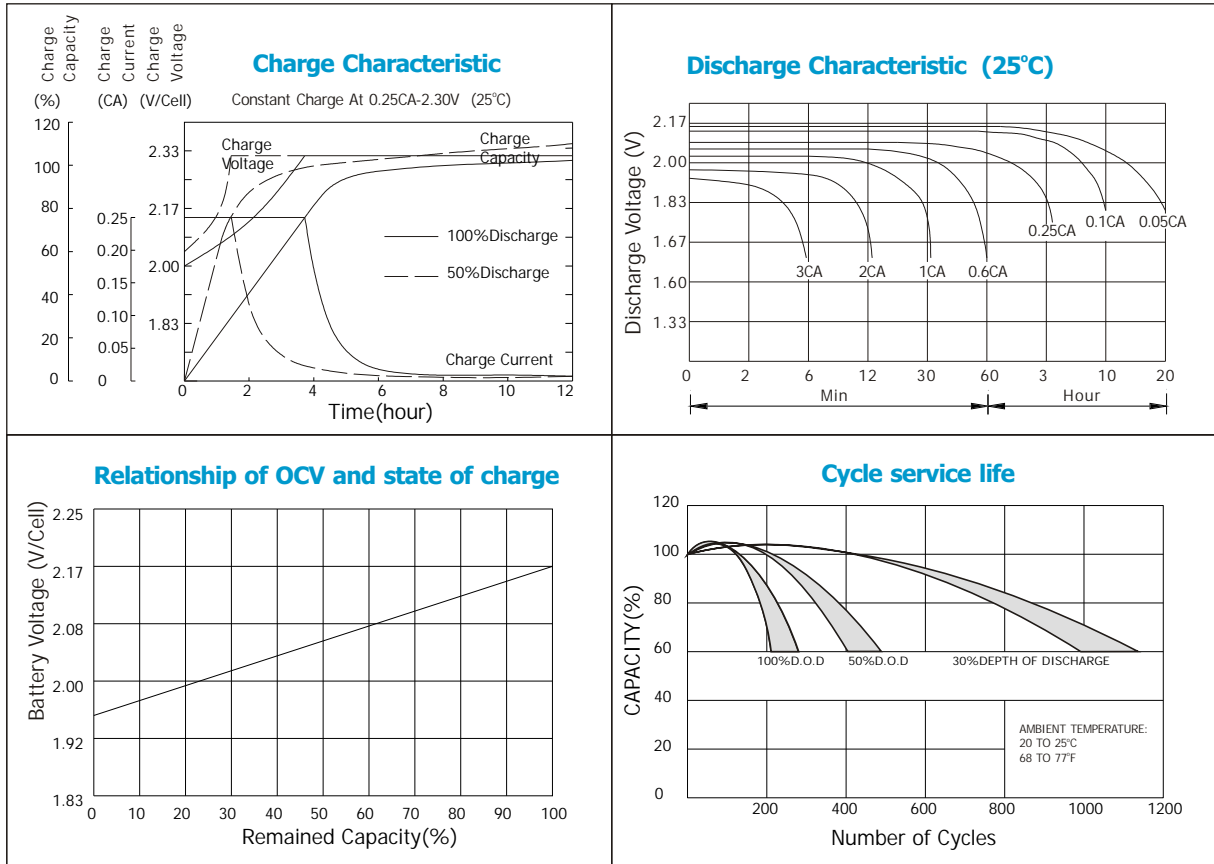 Charge Capacity
Charge Current
Charge Voltage
(%) (CA) (V/Cell)
Charge Characteristic
Constant Charge At 0.25CA-2.30V (25°C)
120
100
80
60
40
20
0
0.25
0.20
0.15
0.10
0.05
0
2.33
2.17
2.00
1.83
Charge Voltage
Charge Capacity
100%Discharge
50%Discharge
Charge Current
0 2 4 6 8 10 12
Time(hour)
Discharge Characteristic (25°C)
Discharge Voltage (V)
2.17
2.00
1.83
1.67
1.60
1.33
3CA 2CA 1CA 0.6CA 0.25CA 0.1CA 0.05CA
0 2 6 12 30 60 3 10 20
Min Hour
Relationship of OCV and state of charge
Battery Voltage (V/Cell)
2.25
2.17
2.08
2.00
1.92
1.83
0 10 20 30 40 50 60 70 80 90 100
Remained Capacity(%)
Cycle service life
CAPACITY(%)
120
100
80
60
40
20
0
100%D.O.D 50%D.O.D 30%DEPTH OF DISCHARGE
AMBIENT TEMPERATURE:
20 TO 25°C
68 TO 77°F
200 400 600 800 1000 1200
Number of Cycles